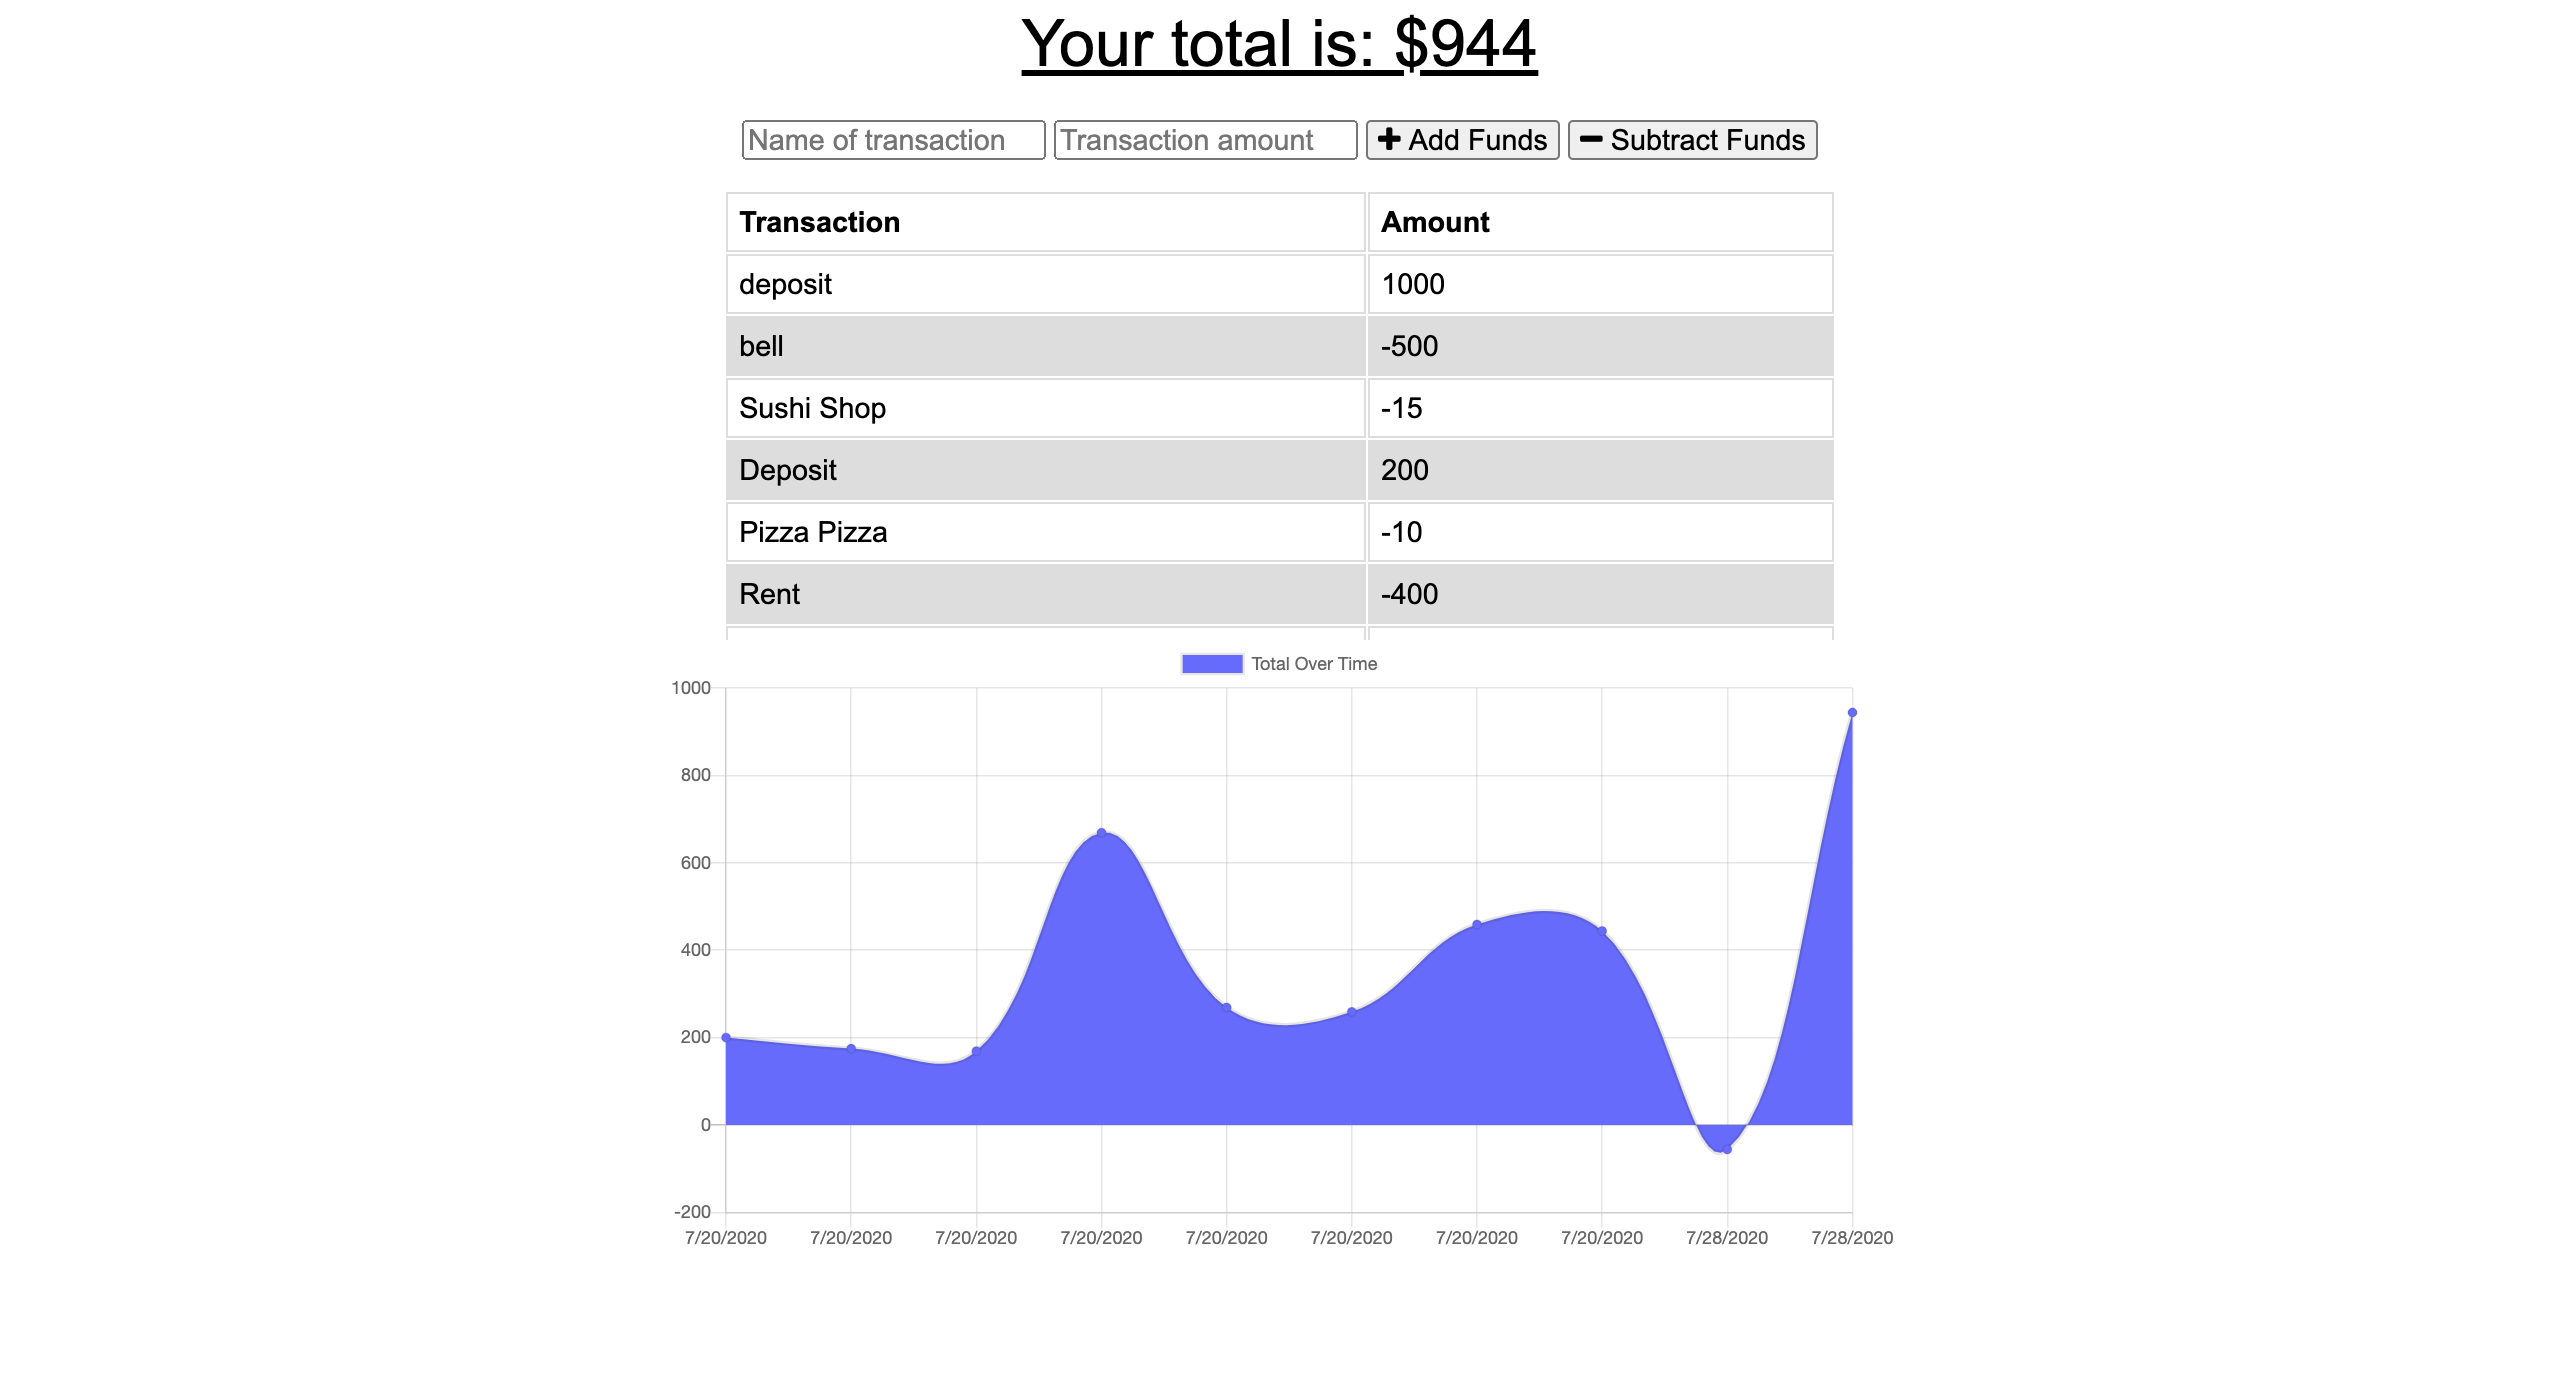 Your total is: $944
Name of transaction Transaction amount Add Funds Subtract Funds
Transaction Amount
deposit 1000
bell -500
Sushi Shop -15
Deposit 200
Pizza Pizza -10
Rent -400
Total Over Time
1000
800
600
400
200
0
-200
7/20/2020 7/20/2020 7/20/2020 7/20/2020 7/20/2020 7/20/2020 7/20/2020 7/20/2020 7/28/2020 7/28/2020